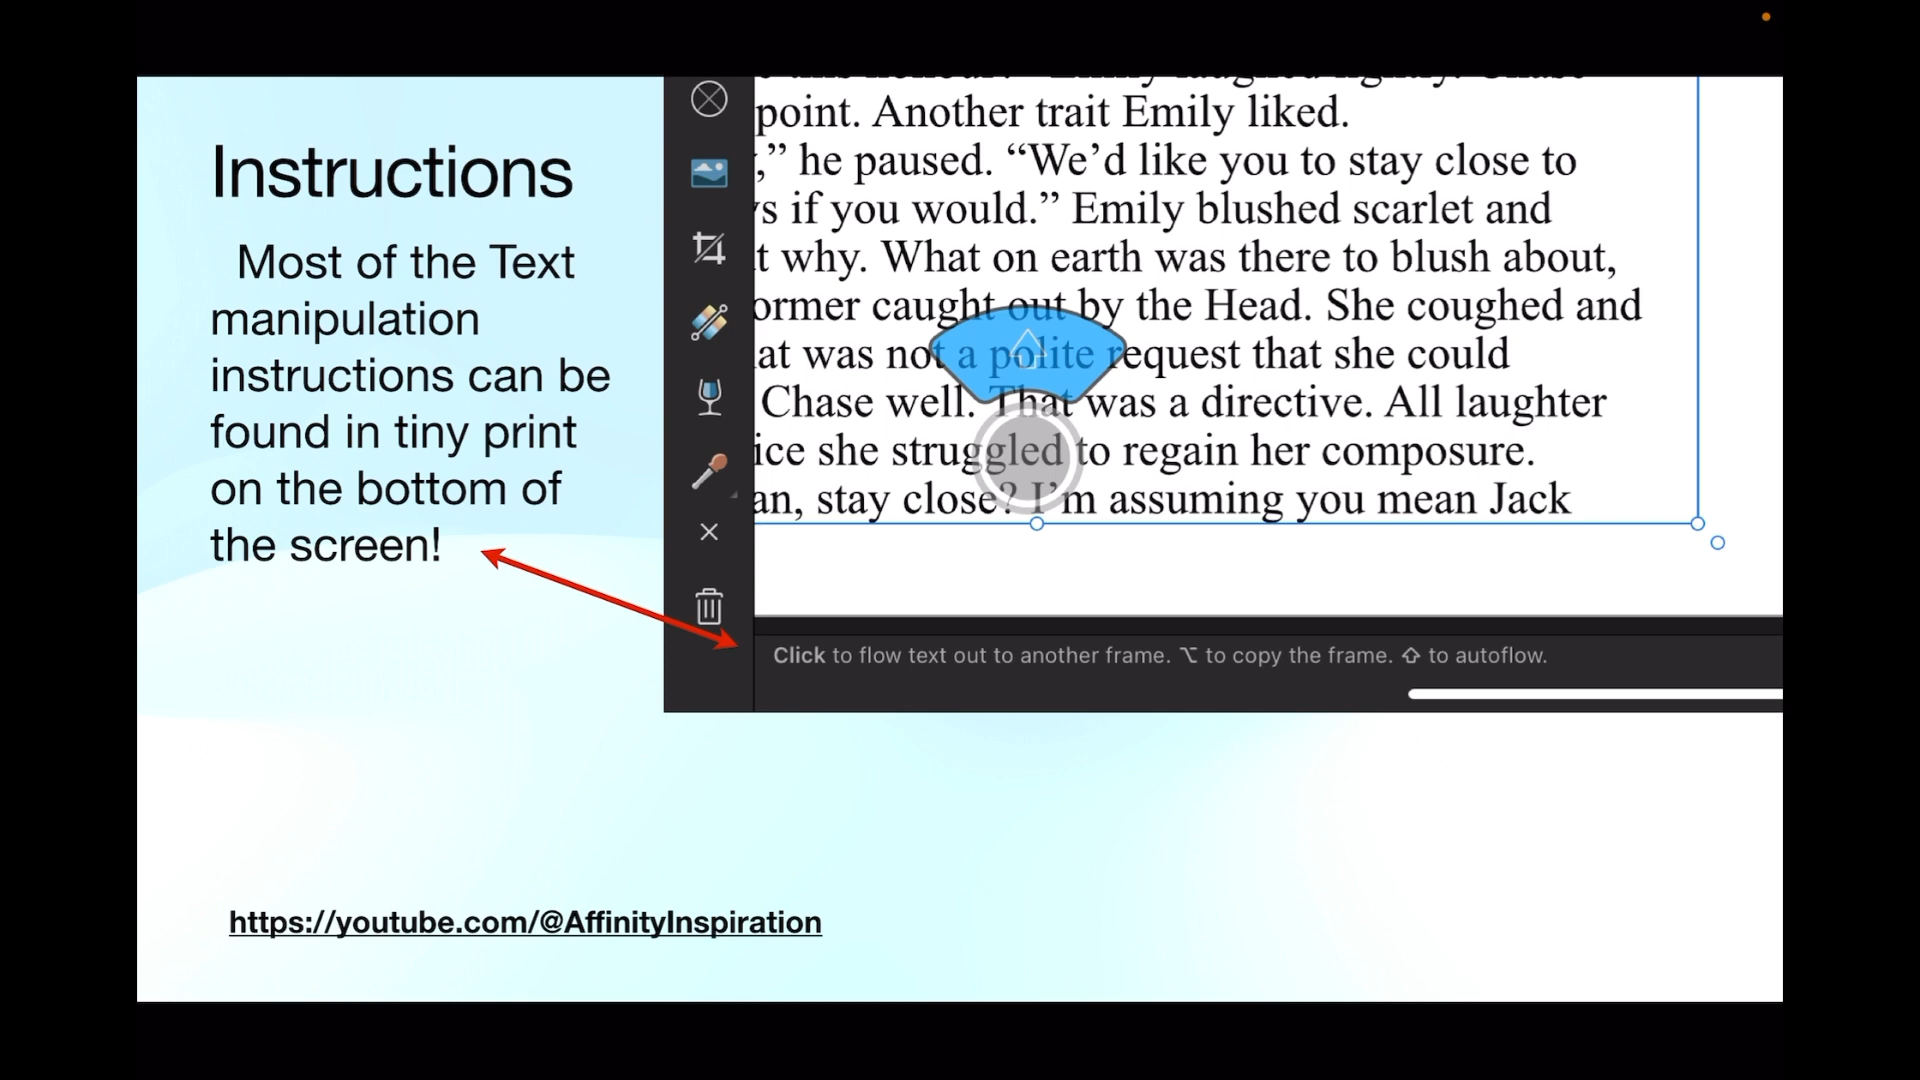 Instructions
Most of the Text
manipulation
instructions can be
found in tiny print
on the bottom of
the screen!
point. Another trait Emily liked.
,” he paused. “We’d like you to stay close to
s if you would.” Emily blushed scarlet and
t why. What on earth was there to blush about,
ormer caught out by the Head. She coughed and
at was not a polite request that she could
Chase well. That was a directive. All laughter
ice she struggled to regain her composure.
an, stay close? I’m assuming you mean Jack
Click to flow text out to another frame. ⌥ to copy the frame. ⇧ to autoflow.
https://youtube.com/@AffinityInspiration